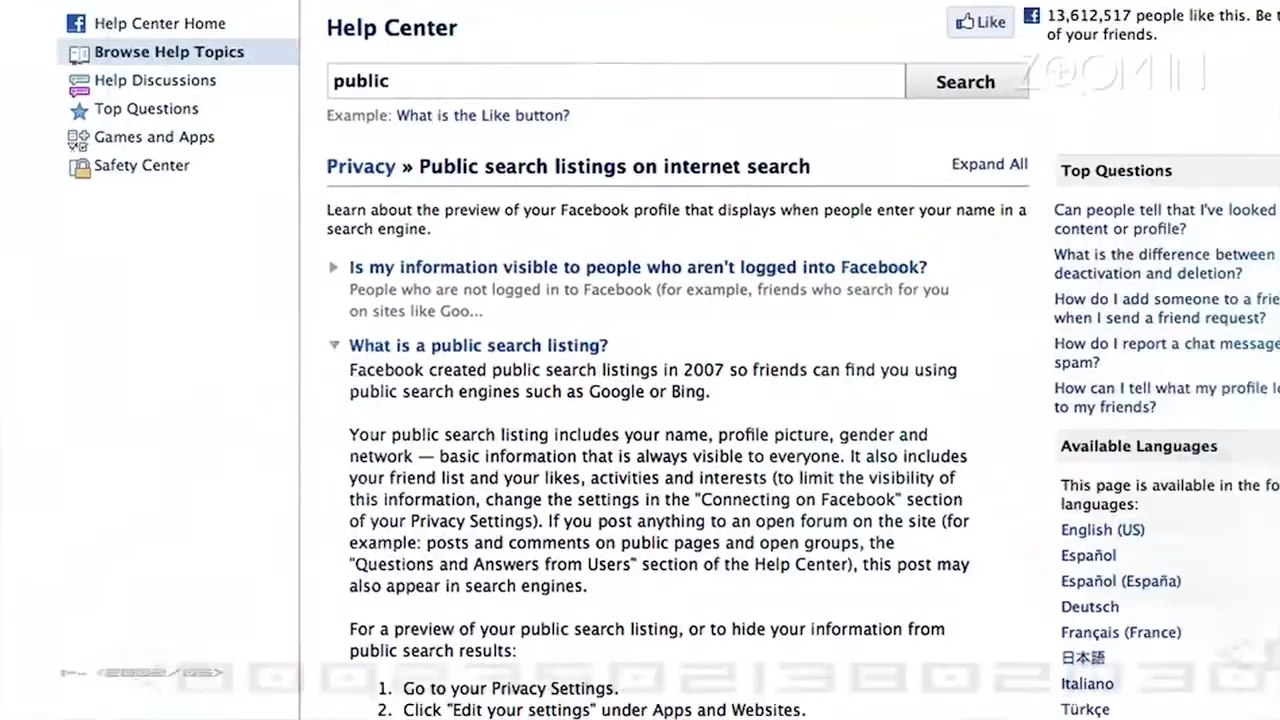 Help Center Home
Browse Help Topics
Help Discussions
Top Questions
Games and Apps
Safety Center
Help Center
Like
13,612,517 people like this. Be t
of your friends.
ZOOMIN
public
Search
Example: What is the Like button?
Privacy » Public search listings on internet search
Expand All
Learn about the preview of your Facebook profile that displays when people enter your name in a
search engine.
Is my information visible to people who aren't logged into Facebook?
People who are not logged in to Facebook (for example, friends who search for you
on sites like Goo...
What is a public search listing?
Facebook created public search listings in 2007 so friends can find you using
public search engines such as Google or Bing.
Your public search listing includes your name, profile picture, gender and
network — basic information that is always visible to everyone. It also includes
your friend list and your likes, activities and interests (to limit the visibility of
this information, change the settings in the "Connecting on Facebook" section
of your Privacy Settings). If you post anything to an open forum on the site (for
example: posts and comments on public pages and open groups, the
"Questions and Answers from Users" section of the Help Center), this post may
also appear in search engines.
For a preview of your public search listing, or to hide your information from
public search results:
1. Go to your Privacy Settings.
2. Click "Edit your settings" under Apps and Websites.
Top Questions
Can people tell that I've looked
content or profile?
What is the difference between
deactivation and deletion?
How do I add someone to a frie
when I send a friend request?
How do I report a chat message
spam?
How can I tell what my profile lo
to my friends?
Available Languages
This page is available in the fo
languages:
English (US)
Español
Español (España)
Deutsch
Français (France)
日本語
Italiano
Türkçe